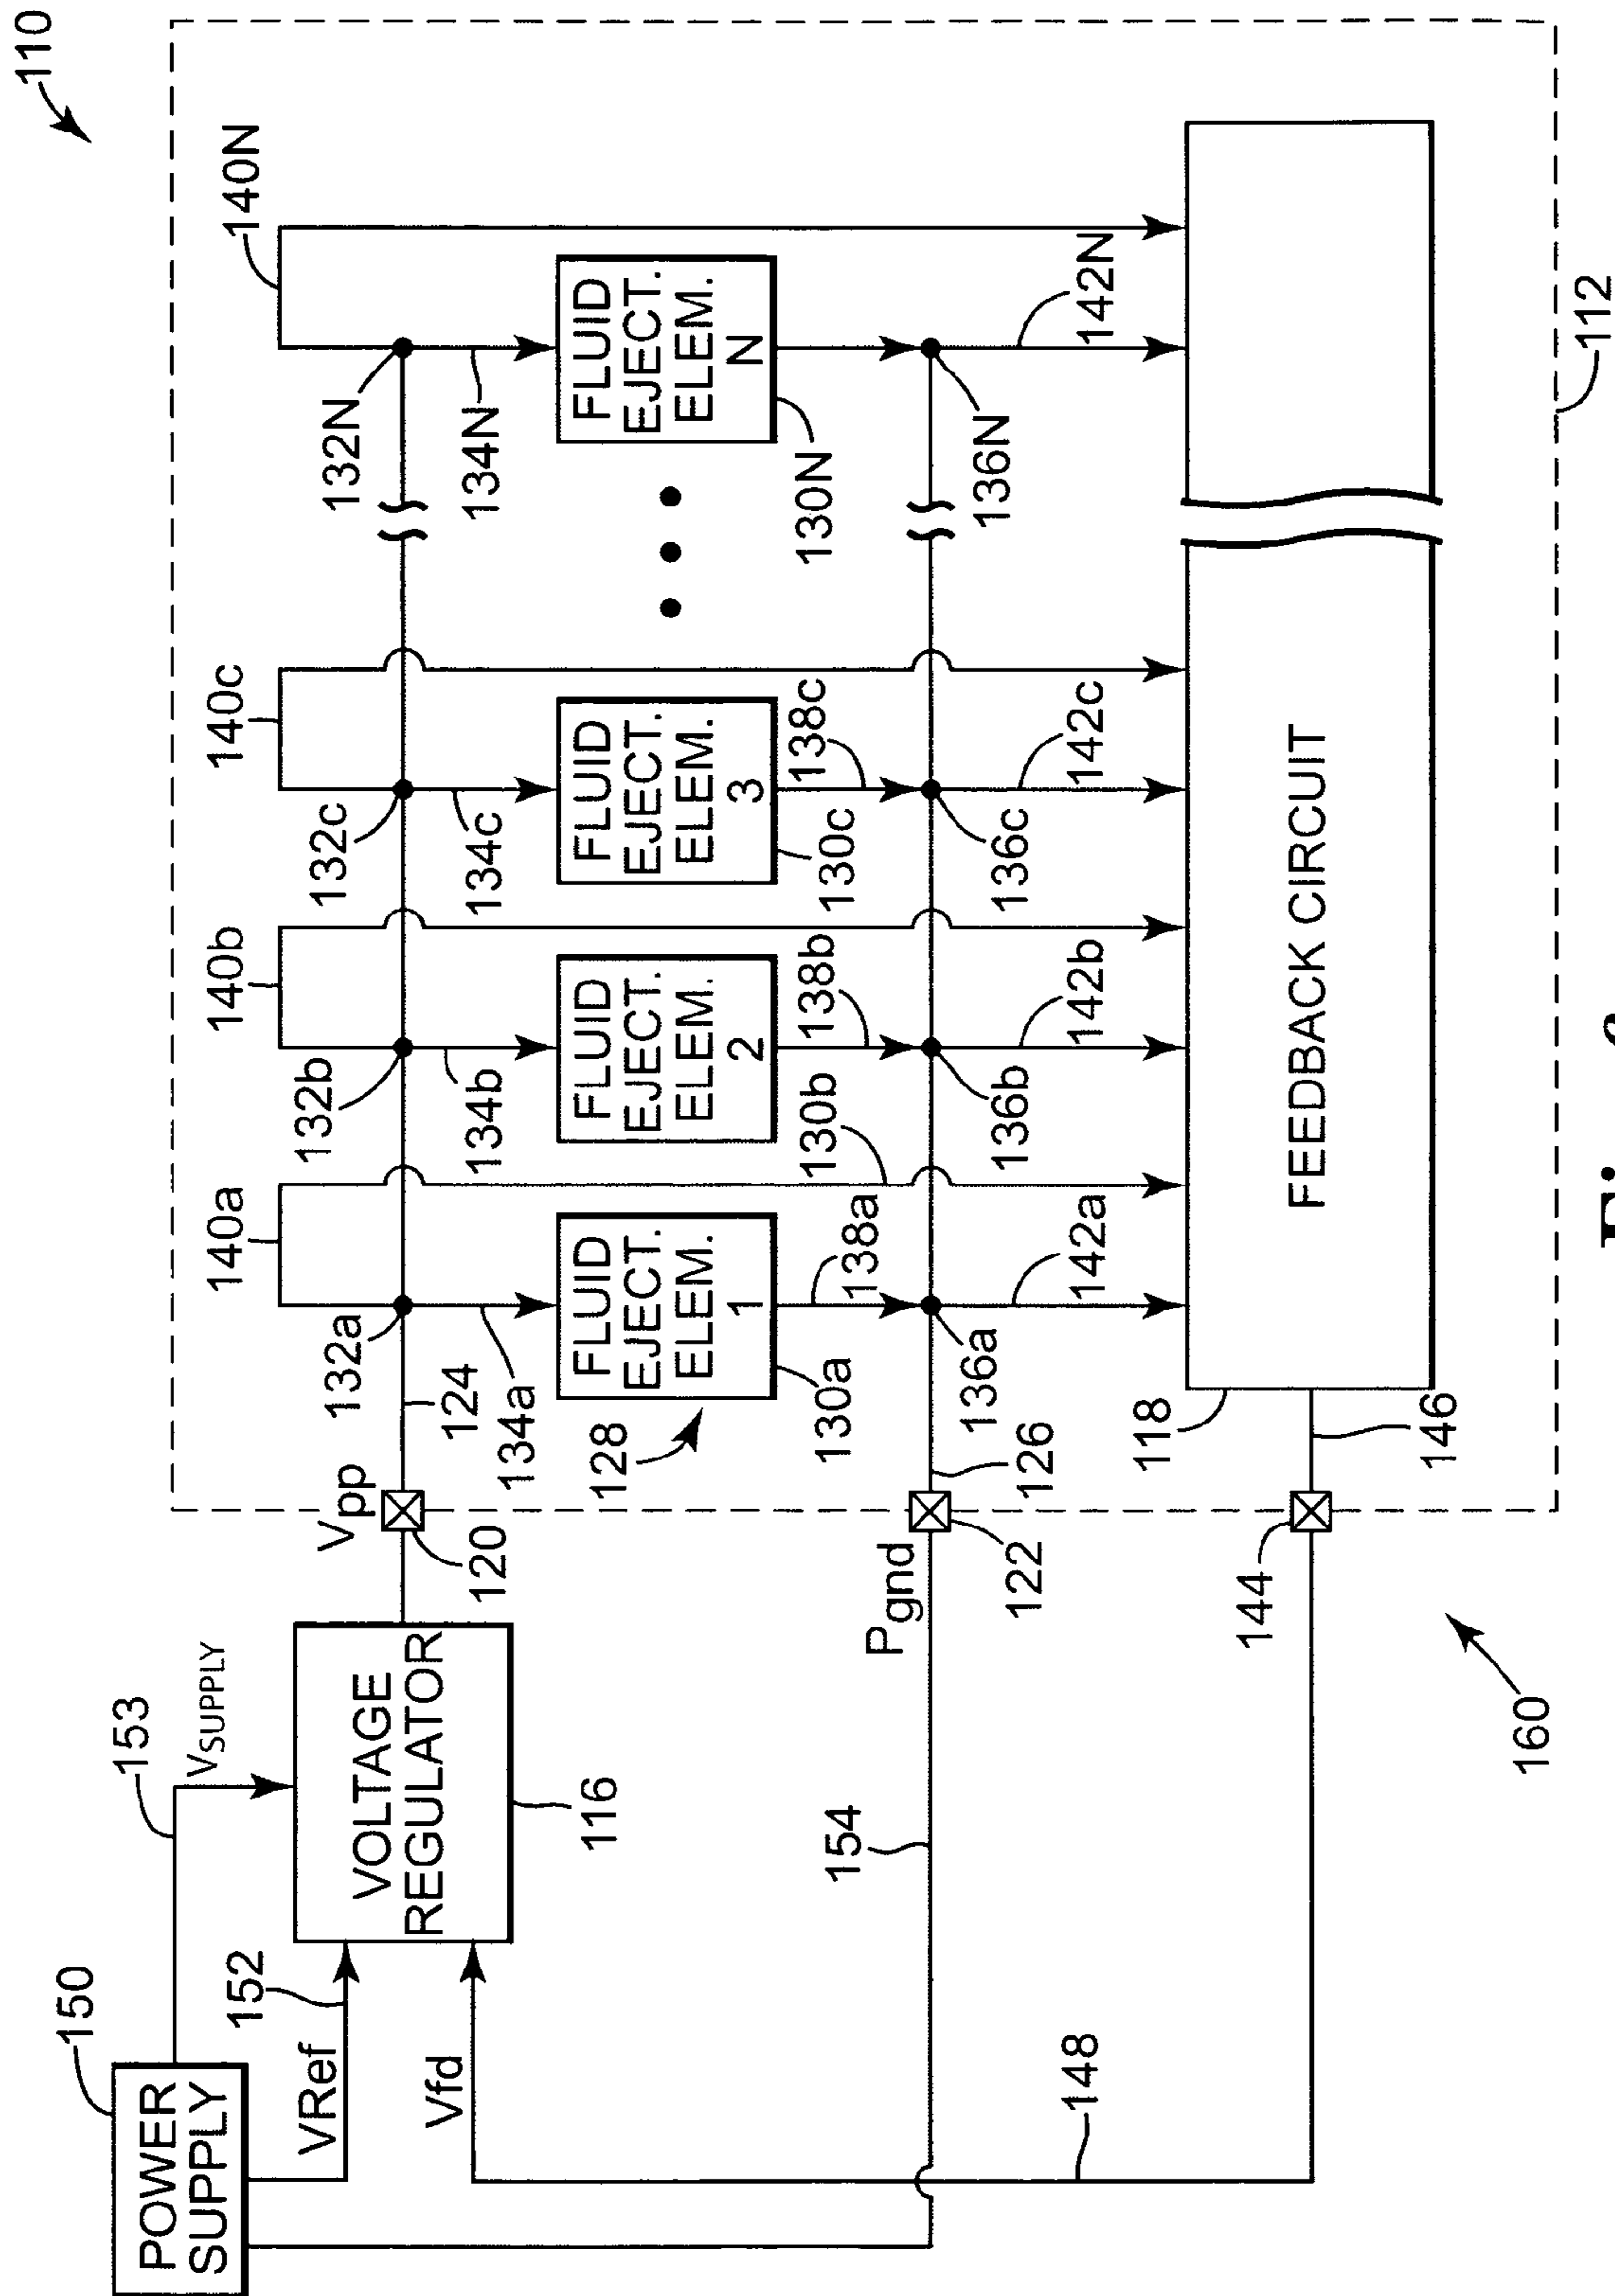 110
150
POWER
SUPPLY
153
VSUPPLY
152
VRef
Vfd
VOLTAGE
REGULATOR
116
Vpp
120
124
140a
140b
140c
140N
132a
132b
132c
132N
134a
134b
134c
134N
128
FLUID
EJECT.
ELEM.
1
FLUID
EJECT.
ELEM.
2
FLUID
EJECT.
ELEM.
3
FLUID
EJECT.
ELEM.
N
130a
138a
130b
138b
130c
138c
130N
154
Pgnd
122
126
136a
136b
136c
136N
142a
142b
142c
142N
148
144
146
118
FEEDBACK CIRCUIT
160
112